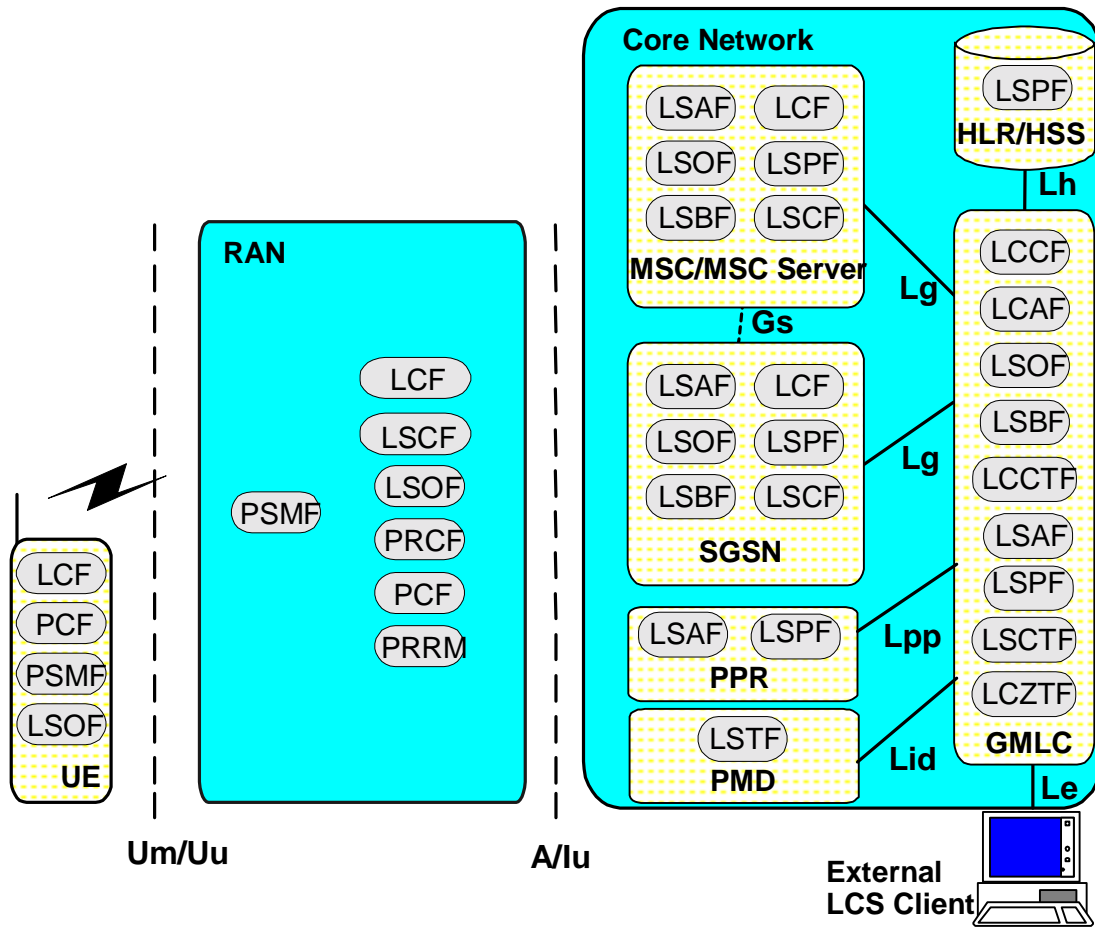 Core Network
LSAF LCF
LSOF LSPF
LSBF LSCF
MSC/MSC Server
LSPF
HLR/HSS
Lh
Lg
Gs
LSAF LCF
LSOF LSPF
LSBF LSCF
SGSN
Lg
LSAF LSPF
PPR
Lpp
LSTF
PMD
Lid
LCCF
LCAF
LSOF
LSBF
LCCTF
LSAF
LSPF
LSCTF
LCZTF
GMLC
Le
RAN
LCF
LSCF
LSOF
PSMF
PRCF
PCF
PRRM
LCF
PCF
PSMF
LSOF
UE
Um/Uu
A/Iu
External
LCS Client